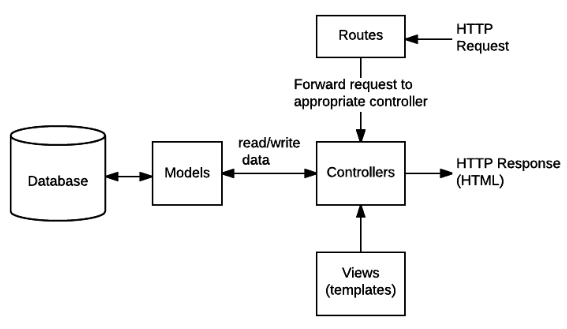 Routes
HTTP
Request
Forward request to
appropriate controller
read/write
data
Database
Models
Controllers
HTTP Response
(HTML)
Views
(templates)